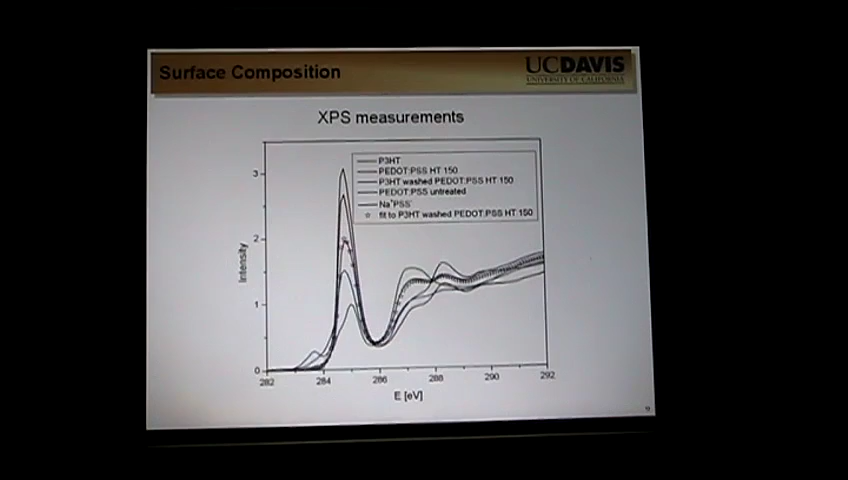 Surface Composition
UCDAVIS
UNIVERSITY OF CALIFORNIA
XPS measurements
P3HT
PEDOT:PSS HT 150
P3HT washed PEDOT:PSS HT 150
PEDOT:PSS untreated
Na+PSS-
fit to P3HT washed PEDOT:PSS HT 150
Intensity
3
2
1
0
282 284 286 288 290 292
E [eV]